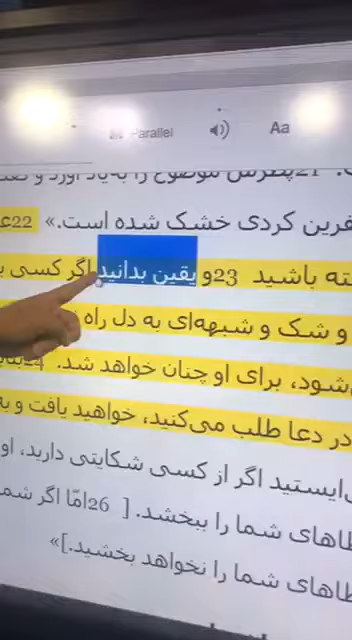 Parallel
Aa
21پطرس موضوع را به یاد آورد و
فرین کردی خشک شده است.» 22
ته باشید 23و یقین بدانید اگر کسی
و شک و شبهه‌ای به دل راه
شود، برای او چنان خواهد شد. 24
در دعا طلب می‌کنید، خواهید یافت و
ایستید اگر از کسی شکایتی دارید، او
طاهای شما را ببخشد. [ 26امّا اگر شما
طاهای شما را نخواهد بخشید.]»